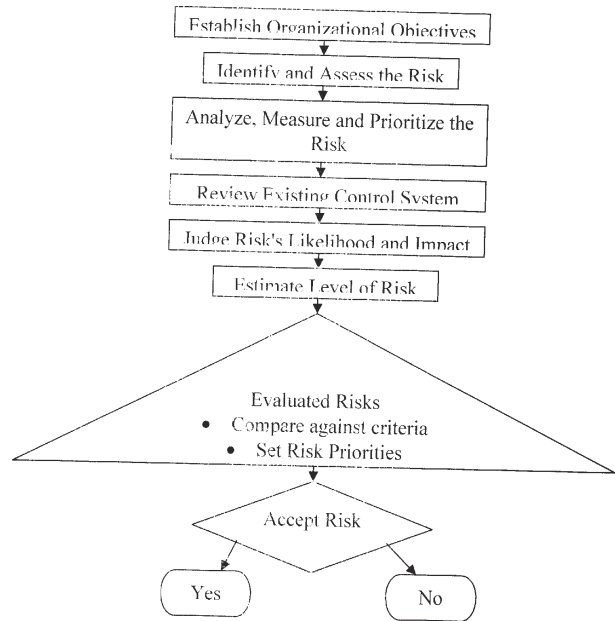 Establish Organizational Objectives
Identify and Assess the Risk
Analyze, Measure and Prioritize the
Risk
Review Existing Control System
Judge Risk's Likelihood and Impact
Estimate Level of Risk
Evaluated Risks
• Compare against criteria
• Set Risk Priorities
Accept Risk
Yes
No